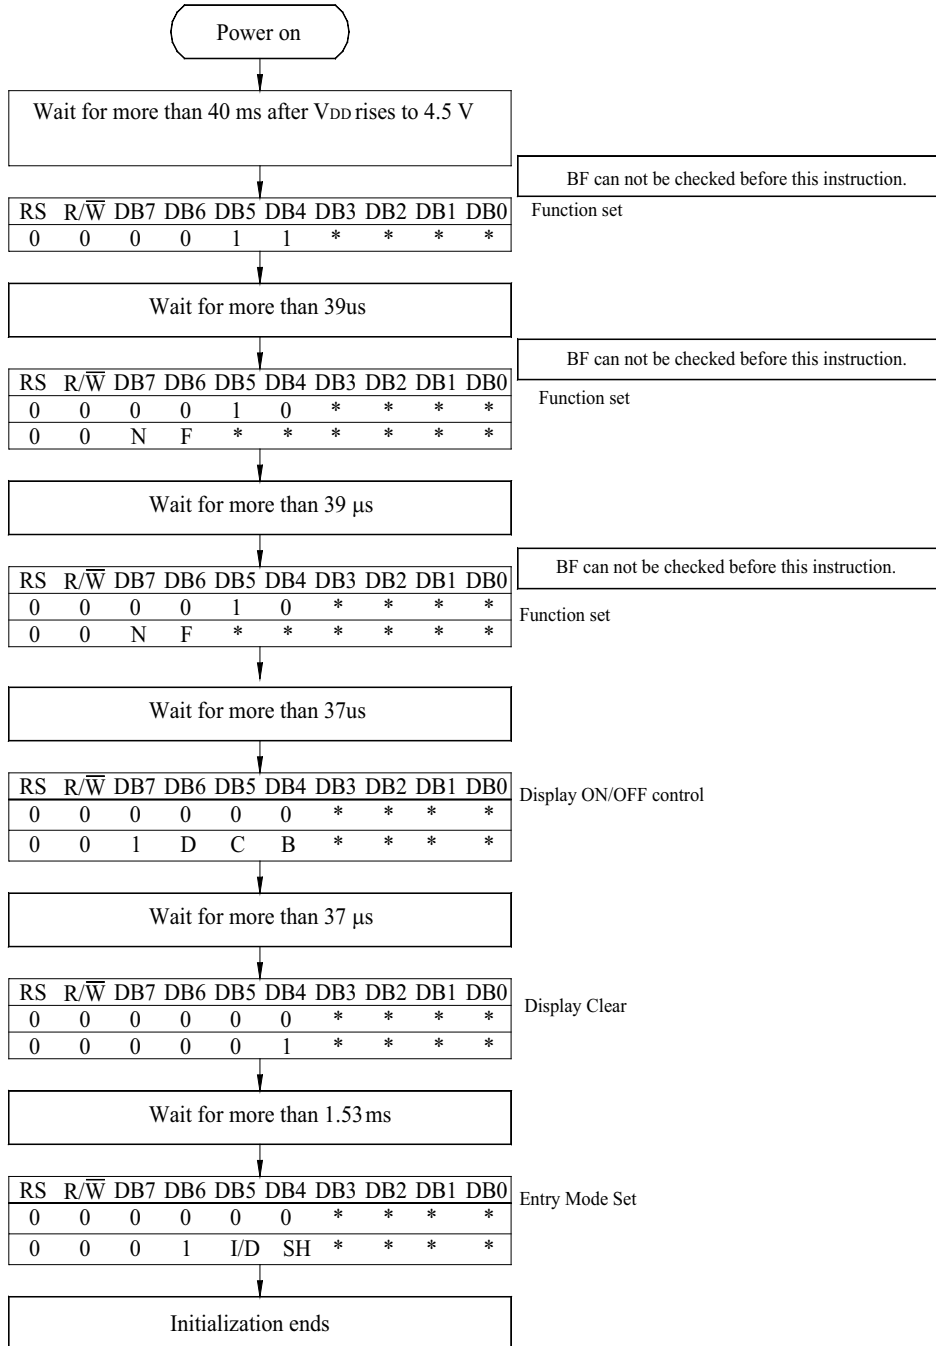 Power on
Wait for more than 40 ms after VDD rises to 4.5 V
BF can not be checked before this instruction.
RS R/W̅ DB7 DB6 DB5 DB4 DB3 DB2 DB1 DB0
Function set
0 0 0 0 1 1 * * * *
Wait for more than 39us
BF can not be checked before this instruction.
RS R/W̅ DB7 DB6 DB5 DB4 DB3 DB2 DB1 DB0
Function set
0 0 0 0 1 0 * * * *
0 0 N F * * * * * *
Wait for more than 39 μs
BF can not be checked before this instruction.
RS R/W̅ DB7 DB6 DB5 DB4 DB3 DB2 DB1 DB0
0 0 0 0 1 0 * * * *
Function set
0 0 N F * * * * * *
Wait for more than 37us
RS R/W̅ DB7 DB6 DB5 DB4 DB3 DB2 DB1 DB0
Display ON/OFF control
0 0 0 0 0 0 * * * *
0 0 1 D C B * * * *
Wait for more than 37 μs
RS R/W̅ DB7 DB6 DB5 DB4 DB3 DB2 DB1 DB0
Display Clear
0 0 0 0 0 0 * * * *
0 0 0 0 0 1 * * * *
Wait for more than 1.53ms
RS R/W̅ DB7 DB6 DB5 DB4 DB3 DB2 DB1 DB0
Entry Mode Set
0 0 0 0 0 0 * * * *
0 0 0 1 I/D SH * * * *
Initialization ends